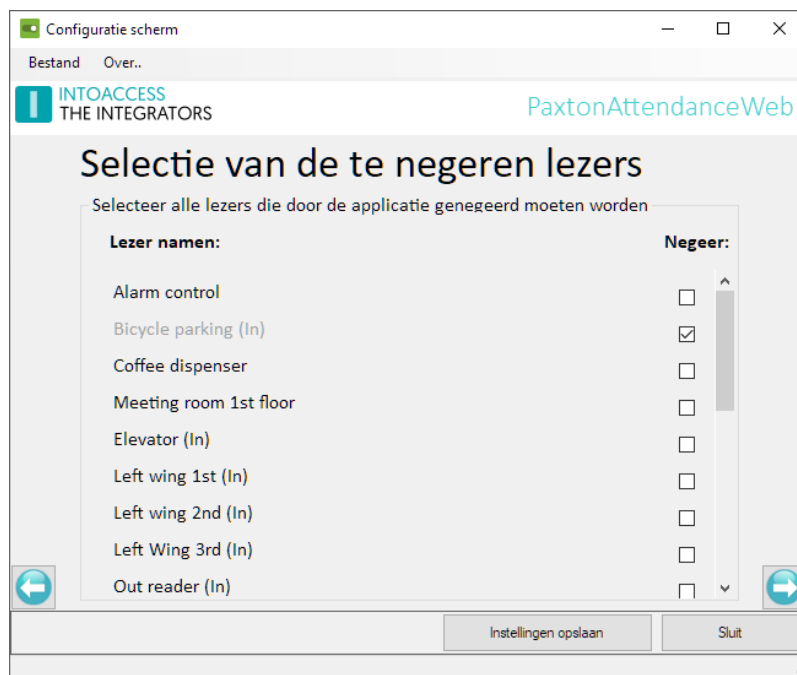 Configuratie scherm
Bestand Over..
INTOACCESS
THE INTEGRATORS
PaxtonAttendanceWeb
Selectie van de te negeren lezers
Selecteer alle lezers die door de applicatie genegeerd moeten worden
Lezer namen: Negeer:
Alarm control
Bicycle parking (In)
Coffee dispenser
Meeting room 1st floor
Elevator (In)
Left wing 1st (In)
Left wing 2nd (In)
Left Wing 3rd (In)
Out reader (In)
Instellingen opslaan Sluit